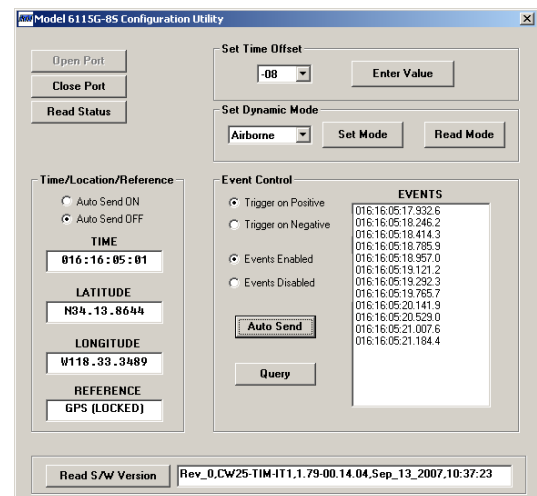 Model 6115G-8S Configuration Utility
Open Port
Close Port
Read Status
Set Time Offset
-08
Enter Value
Set Dynamic Mode
Airborne
Set Mode
Read Mode
Time/Location/Reference
Auto Send ON
Auto Send OFF
TIME
016:16:05:01
LATITUDE
N34.13.8644
LONGITUDE
W118.33.3489
REFERENCE
GPS (LOCKED)
Event Control
Trigger on Positive
Trigger on Negative
Events Enabled
Events Disabled
Auto Send
Query
EVENTS
016:16:05:17.932.6
016:16:05:18.246.2
016:16:05:18.414.3
016:16:05:18.785.9
016:16:05:18.957.0
016:16:05:19.121.2
016:16:05:19.292.3
016:16:05:19.765.7
016:16:05:20.141.9
016:16:05:20.529.0
016:16:05:21.007.6
016:16:05:21.184.4
Read S/W Version
Rev_0,CW25-TIM-IT1,1.79-00.14.04,Sep_13_2007,10:37:23